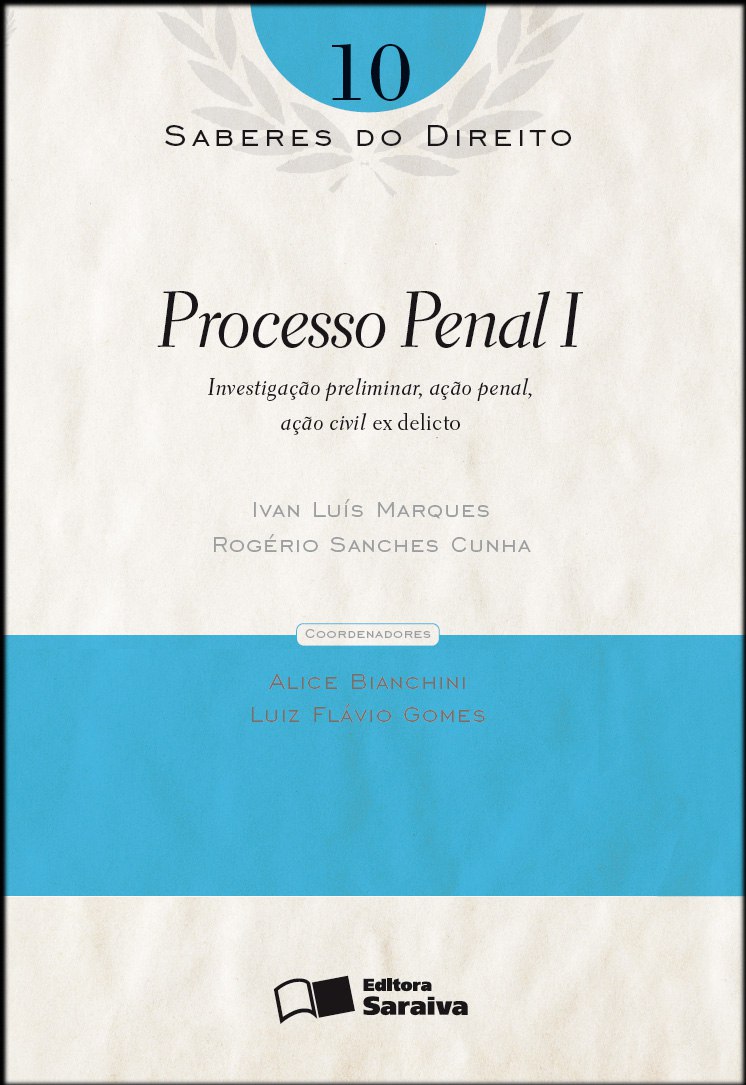 10
SABERES DO DIREITO
Processo Penal I
Investigação preliminar, ação penal,
ação civil ex delicto
IVAN LUÍS MARQUES
ROGÉRIO SANCHES CUNHA
COORDENADORES
ALICE BIANCHINI
LUIZ FLÁVIO GOMES
Editora
Saraiva